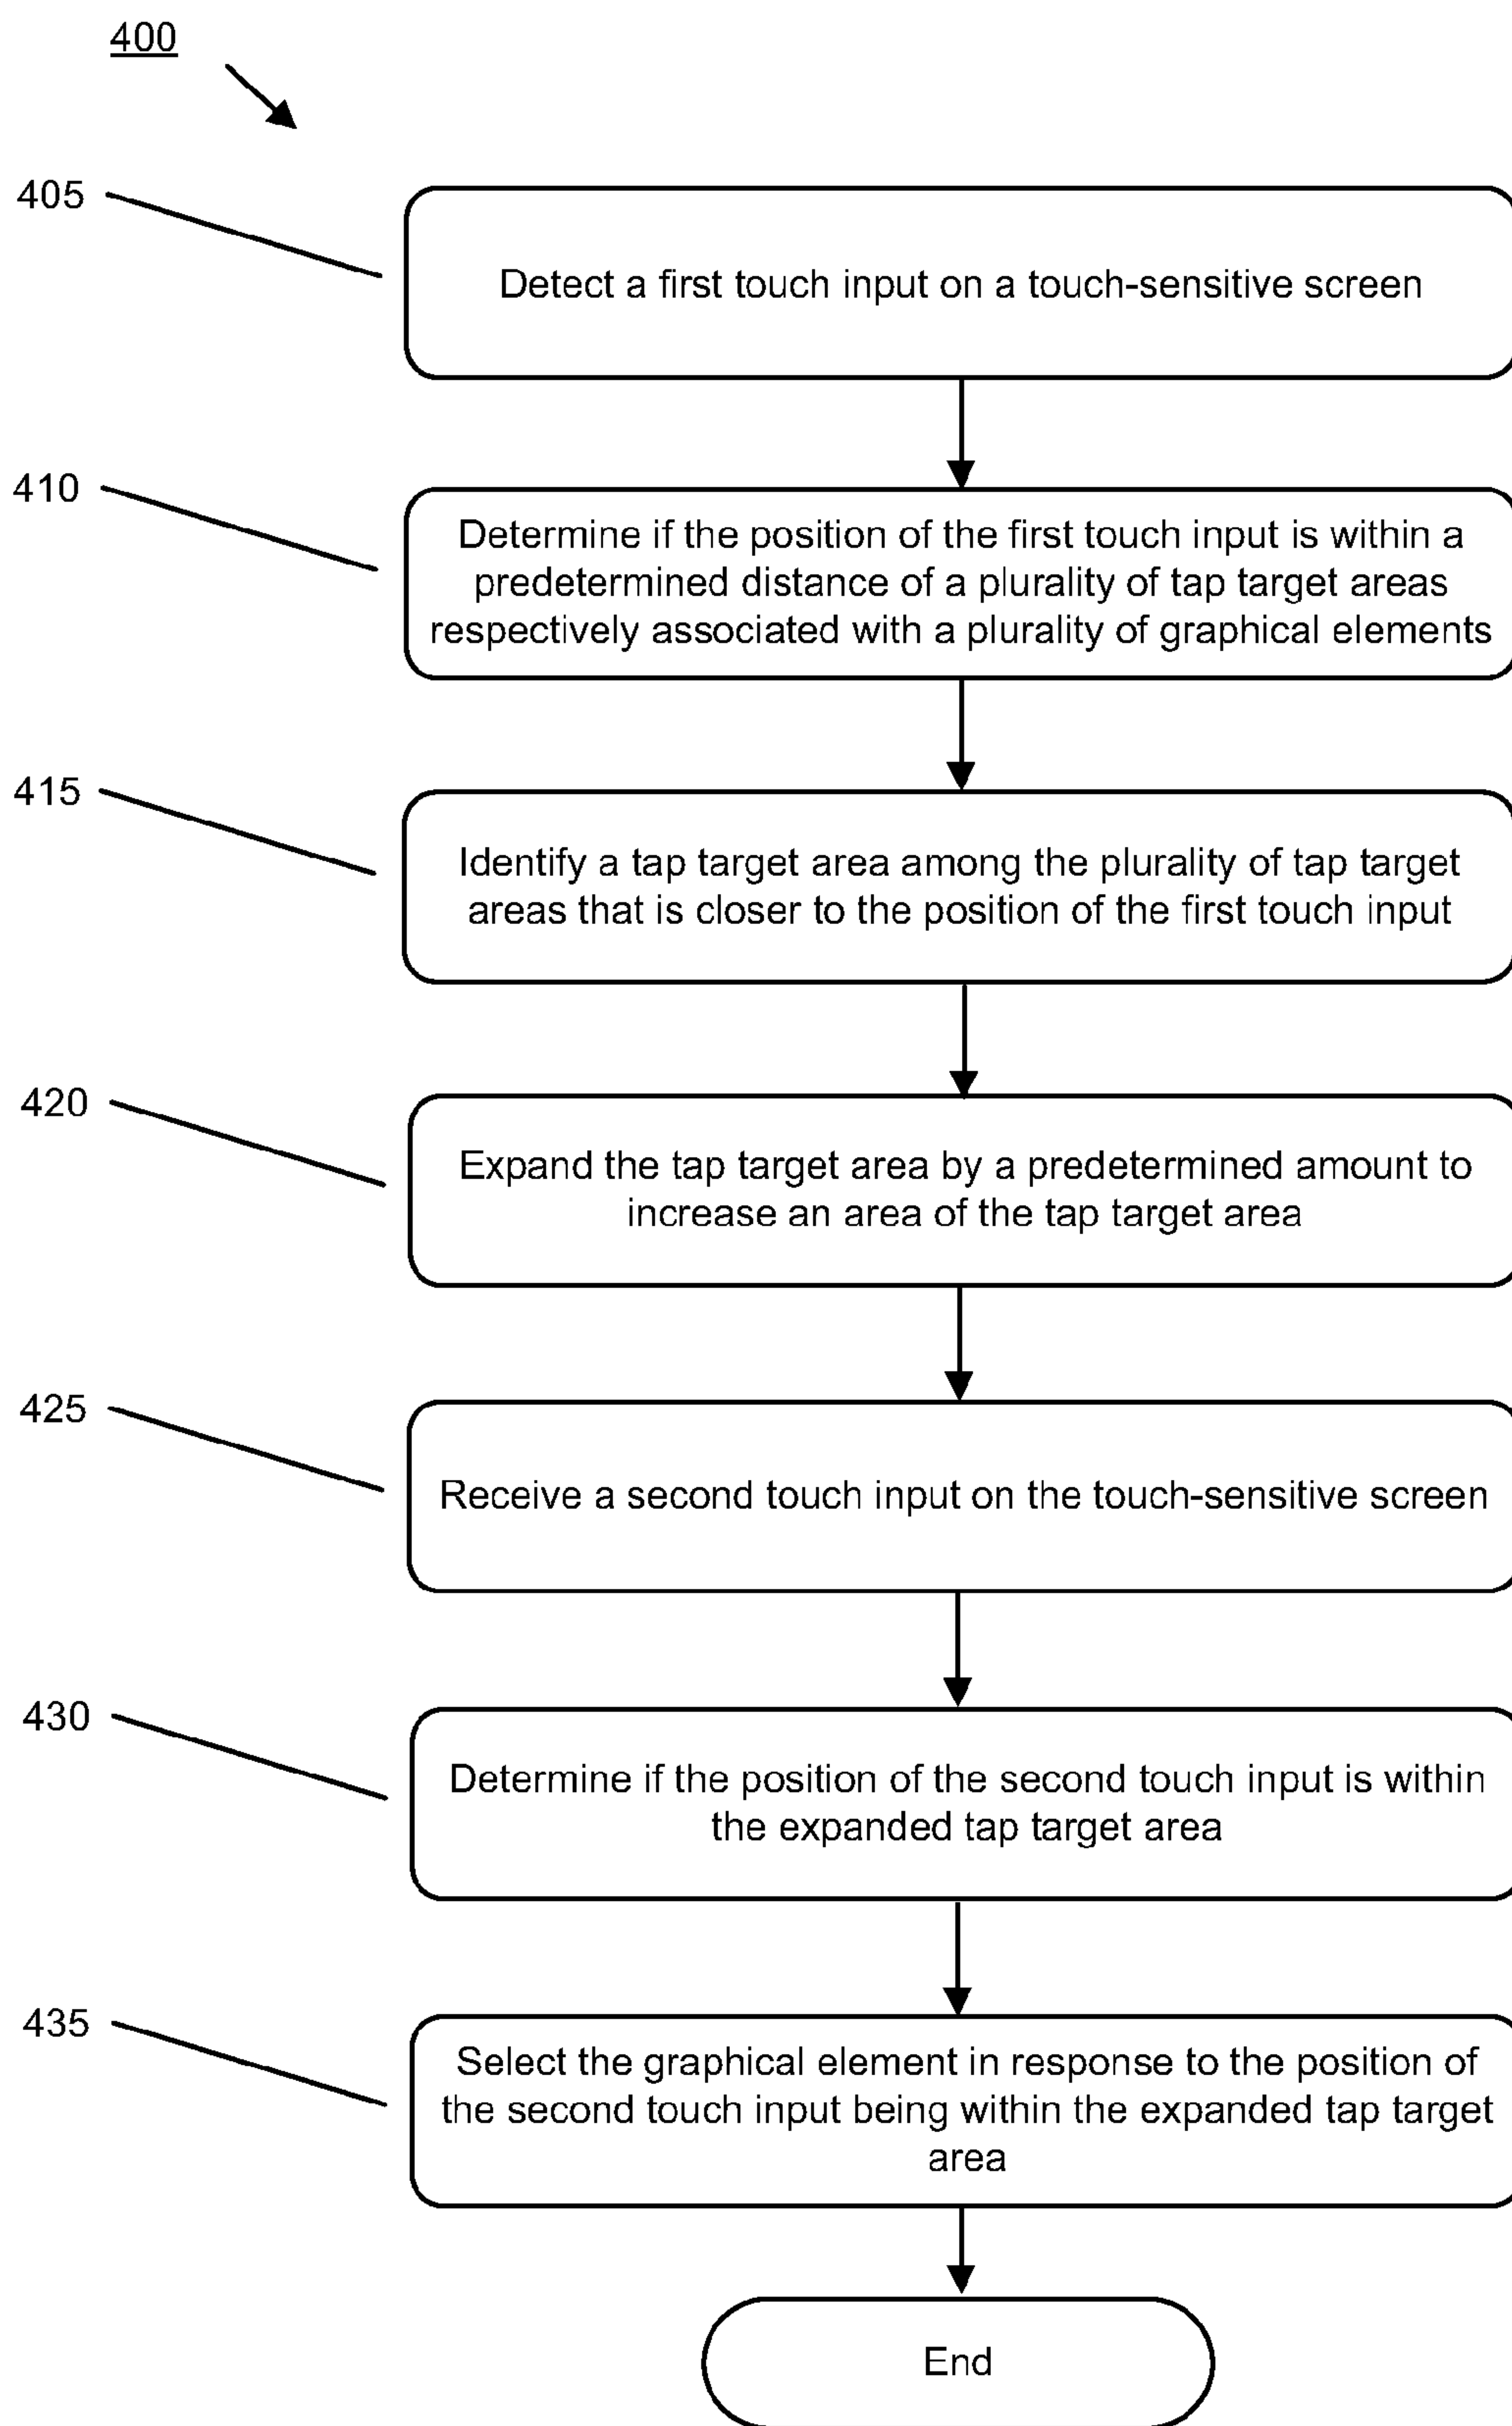 400
405
Detect a first touch input on a touch-sensitive screen
410
Determine if the position of the first touch input is within a
predetermined distance of a plurality of tap target areas
respectively associated with a plurality of graphical elements
415
Identify a tap target area among the plurality of tap target
areas that is closer to the position of the first touch input
420
Expand the tap target area by a predetermined amount to
increase an area of the tap target area
425
Receive a second touch input on the touch-sensitive screen
430
Determine if the position of the second touch input is within
the expanded tap target area
435
Select the graphical element in response to the position of
the second touch input being within the expanded tap target
area
End